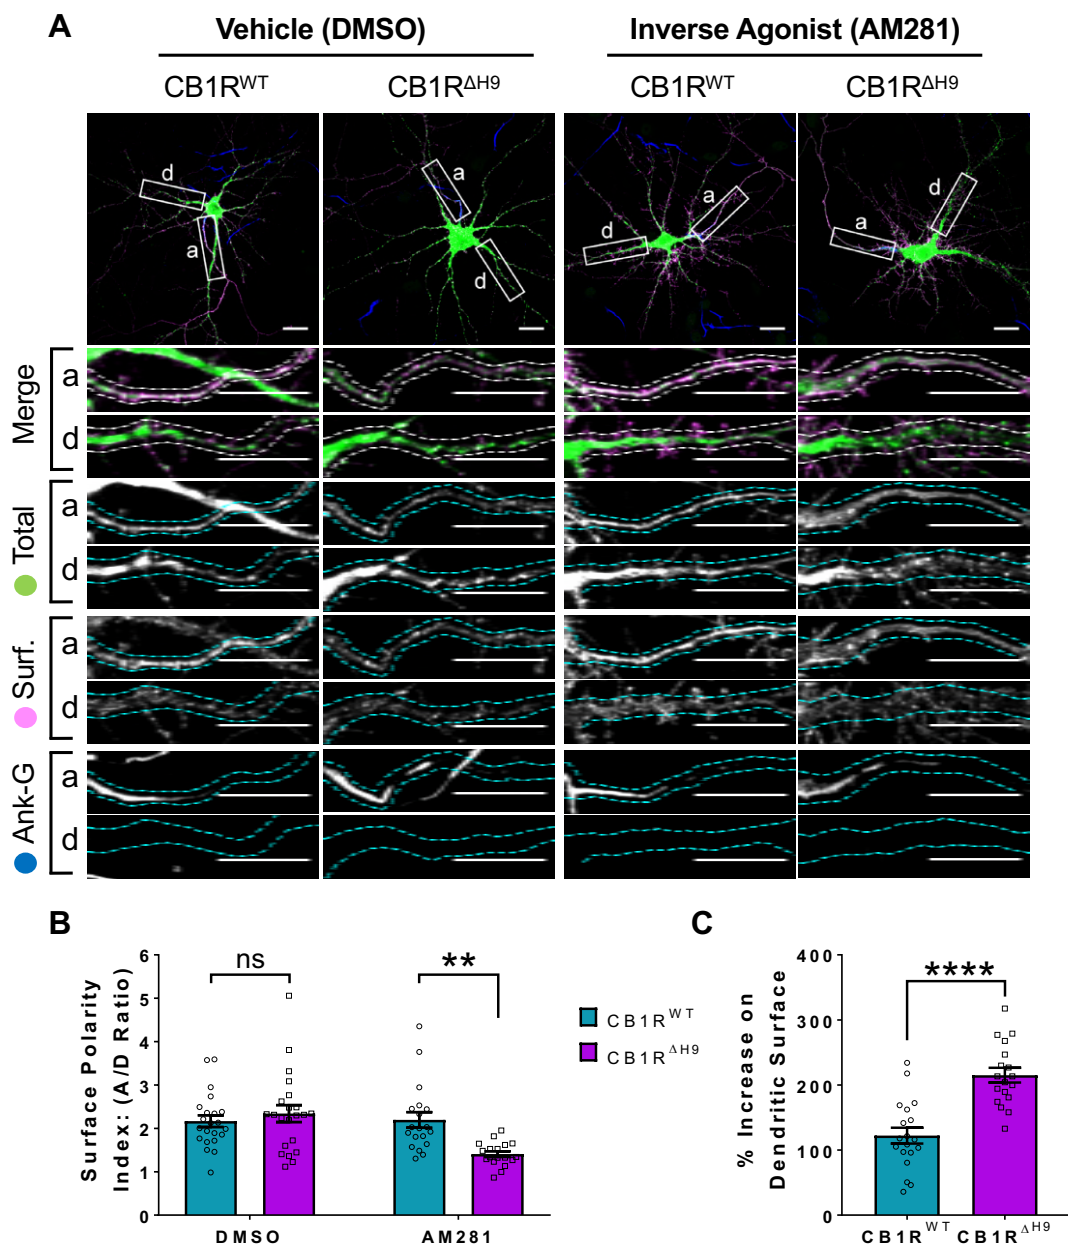 A
Vehicle (DMSO)
Inverse Agonist (AM281)
CB1R^WT
CB1R^ΔH9
CB1R^WT
CB1R^ΔH9
d
a
a
d
d
a
a
d
Merge
a
d
Total
a
d
Surf.
a
d
Ank-G
a
d
B
Surface Polarity
Index: (A/D Ratio)
6
5
4
3
2
1
0
ns
**
DMSO
AM281
CB1R^WT
CB1R^ΔH9
C
% Increase on
Dendritic Surface
400
300
200
100
0
****
CB1R^WT
CB1R^ΔH9